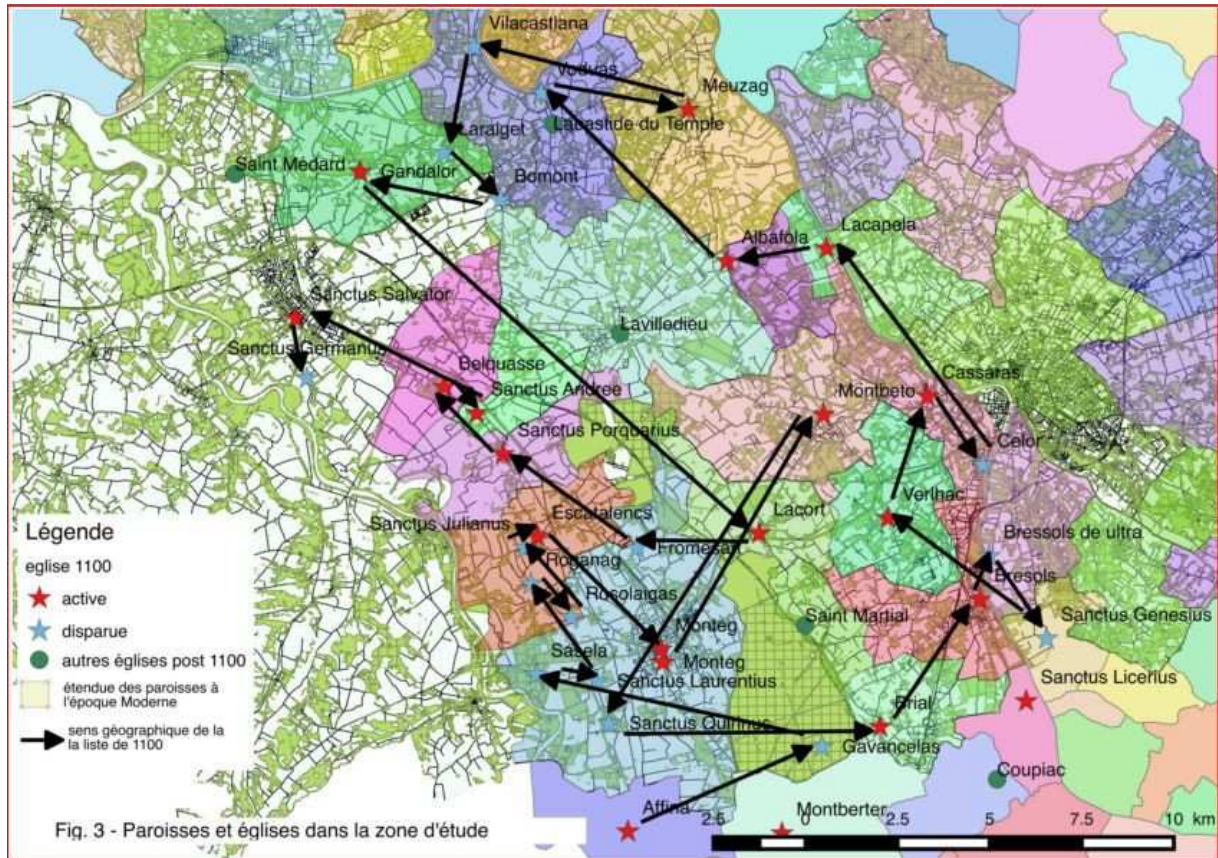 Vilacastlana
Vodvas
Meuzag
Labastide du Temple
Laralget
Saint Medard
Gandalor
Bomont
Albafola
Lacapela
Sanctus Salvator
Lavilledieu
Sanctus Germanus
Belquasse
Sanctus Andree
Montbeto
Cassaras
Sanctus Porquarius
Celor
Verlhac
Sanctus Julianus
Escatalencs
Lacort
Bressols de ultra
Fromesart
Roganag
Rosolaigas
Bresols
Saint Martial
Sanctus Genesius
Monteg
Sasela
Monteg
Sanctus Laurentius
Sanctus Licerius
Brial
Sanctus Quirinus
Gavancelas
Coupiac
Affina
Montberter
Légende
eglise 1100
active
disparue
autres églises post 1100
étendue des paroisses à
l'époque Moderne
sens géographique de la
la liste de 1100
Fig. 3 - Paroisses et églises dans la zone d'étude
2.5 0 2.5 5 7.5 10 km